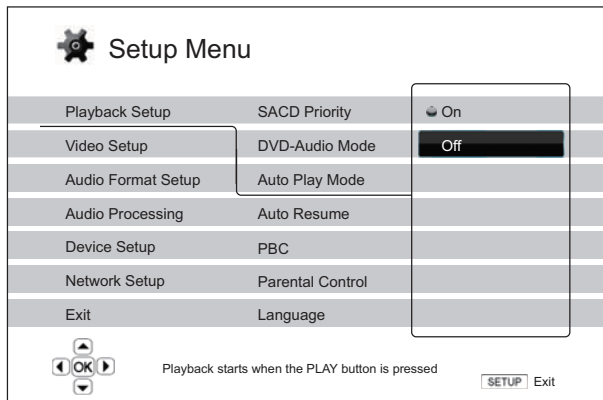 Setup Menu
Playback Setup SACD Priority On
Video Setup DVD-Audio Mode Off
Audio Format Setup Auto Play Mode
Audio Processing Auto Resume
Device Setup PBC
Network Setup Parental Control
Exit Language
OK Playback starts when the PLAY button is pressed
SETUP Exit